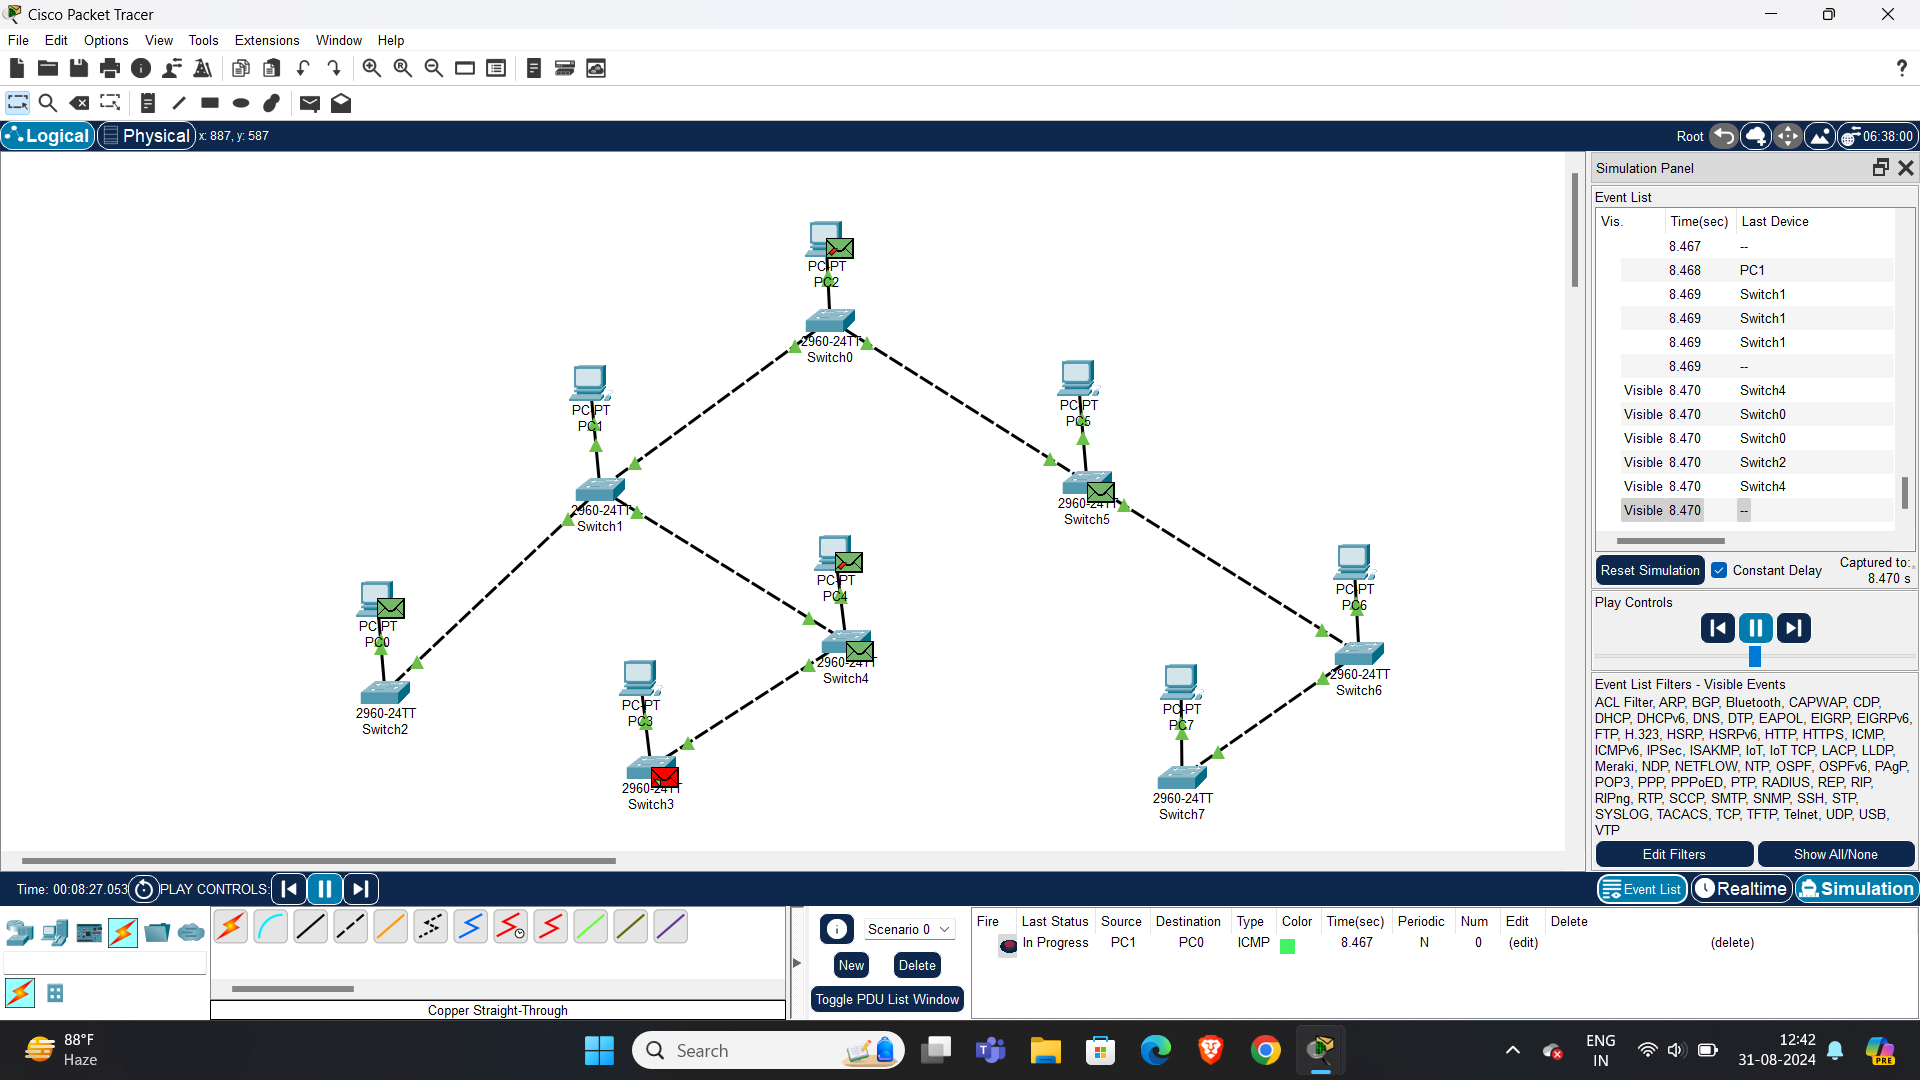 Cisco Packet Tracer
File Edit Options View Tools Extensions Window Help
Logical Physical x: 887, y: 587
Root 06:38:00
PC-PT
PC2
2960-24TT
Switch0
PC-PT
PC1
2960-24TT
Switch1
PC-PT
PC5
2960-24TT
Switch5
PC-PT
PC4
2960-24TT
Switch4
PC-PT
PC6
2960-24TT
Switch6
PC-PT
PC0
2960-24TT
Switch2
PC-PT
PC3
2960-24TT
Switch3
PC-PT
PC7
2960-24TT
Switch7
Simulation Panel
Event List
Vis. Time(sec) Last Device
8.467 --
8.468 PC1
8.469 Switch1
8.469 Switch1
8.469 Switch1
8.469 --
Visible 8.470 Switch4
Visible 8.470 Switch0
Visible 8.470 Switch0
Visible 8.470 Switch2
Visible 8.470 Switch4
Visible 8.470 --
Reset Simulation Constant Delay Captured to:
8.470 s
Play Controls
Event List Filters - Visible Events
ACL Filter, ARP, BGP, Bluetooth, CAPWAP, CDP,
DHCP, DHCPv6, DNS, DTP, EAPOL, EIGRP, EIGRPv6,
FTP, H.323, HSRP, HSRPv6, HTTP, HTTPS, ICMP,
ICMPv6, IPSec, ISAKMP, IoT, IoT TCP, LACP, LLDP,
Meraki, NDP, NETFLOW, NTP, OSPF, OSPFv6, PAgP,
POP3, PPP, PPPoED, PTP, RADIUS, REP, RIP,
RIPng, RTP, SCCP, SMTP, SNMP, SSH, STP,
SYSLOG, TACACS, TCP, TFTP, Telnet, UDP, USB,
VTP
Edit Filters Show All/None
Time: 00:08:27.053 PLAY CONTROLS:
Event List Realtime Simulation
Copper Straight-Through
Scenario 0
New Delete
Toggle PDU List Window
Fire Last Status Source Destination Type Color Time(sec) Periodic Num Edit Delete
In Progress PC1 PC0 ICMP 8.467 N 0 (edit) (delete)
88°F
Haze
Search
ENG
IN
12:42
31-08-2024
PRE